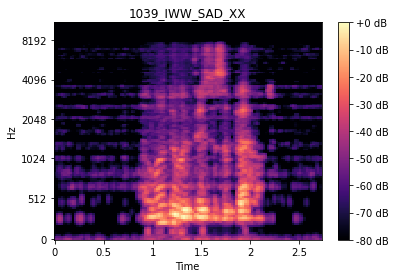 1039_IWW_SAD_XX
+0 dB
8192
-10 dB
4096
-20 dB
-30 dB
2048
-40 dB
Hz
1024
-50 dB
512
-60 dB
-70 dB
0
-80 dB
0 0.5 1 1.5 2 2.5
Time